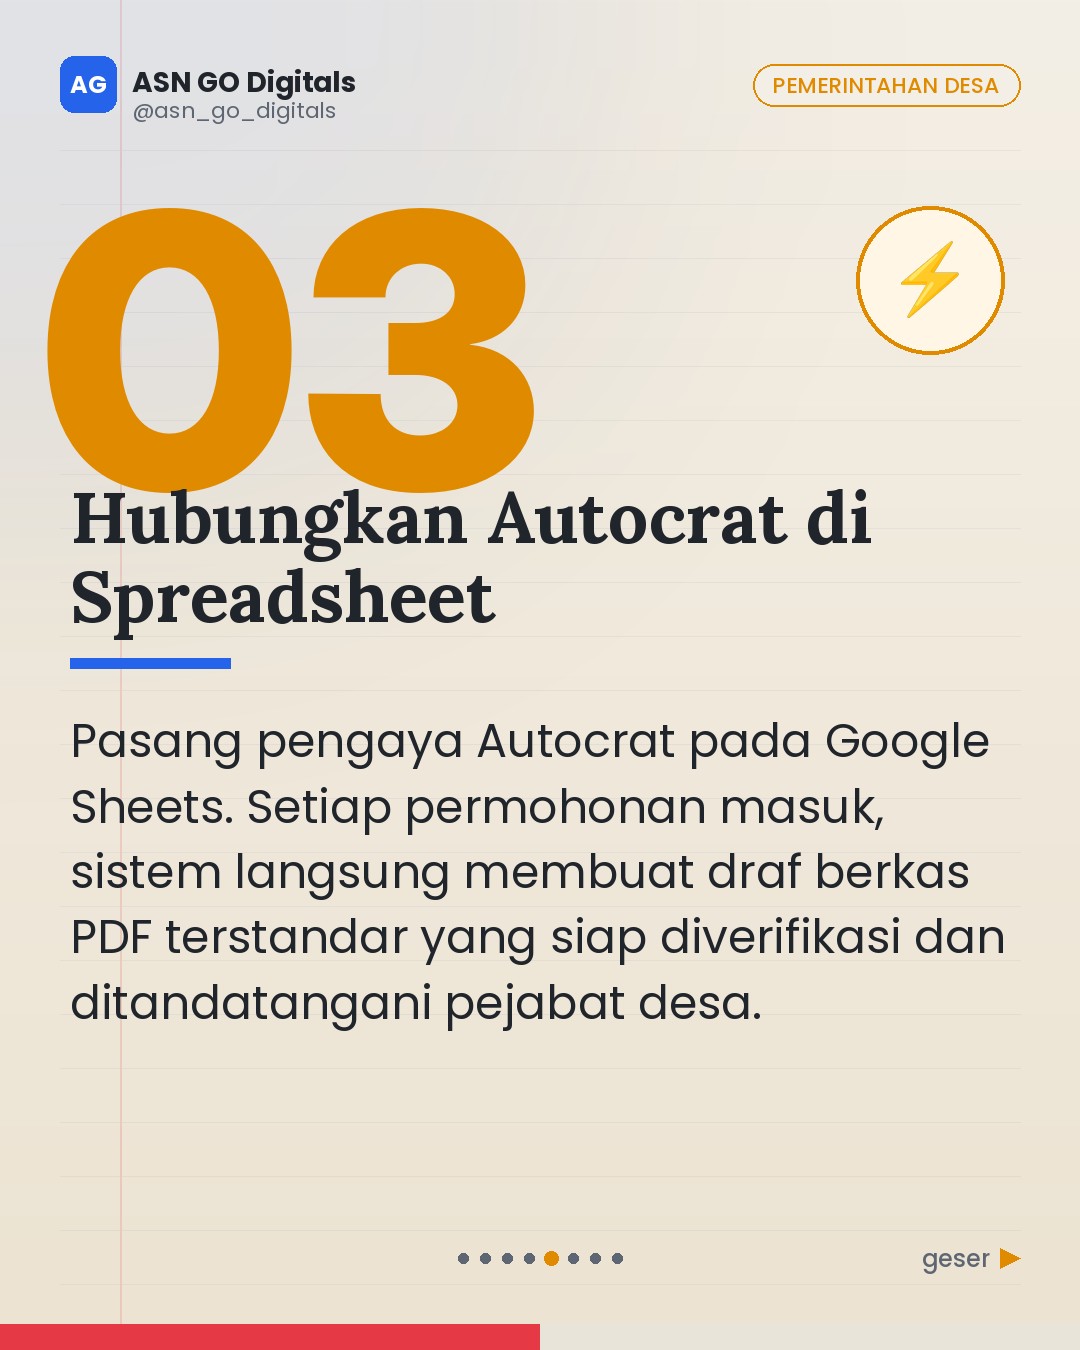 AG
ASN GO Digitals
@asn_go_digitals
PEMERINTAHAN DESA
03
Hubungkan Autocrat di
Spreadsheet
Pasang pengaya Autocrat pada Google
Sheets. Setiap permohonan masuk,
sistem langsung membuat draf berkas
PDF terstandar yang siap diverifikasi dan
ditandatangani pejabat desa.
geser